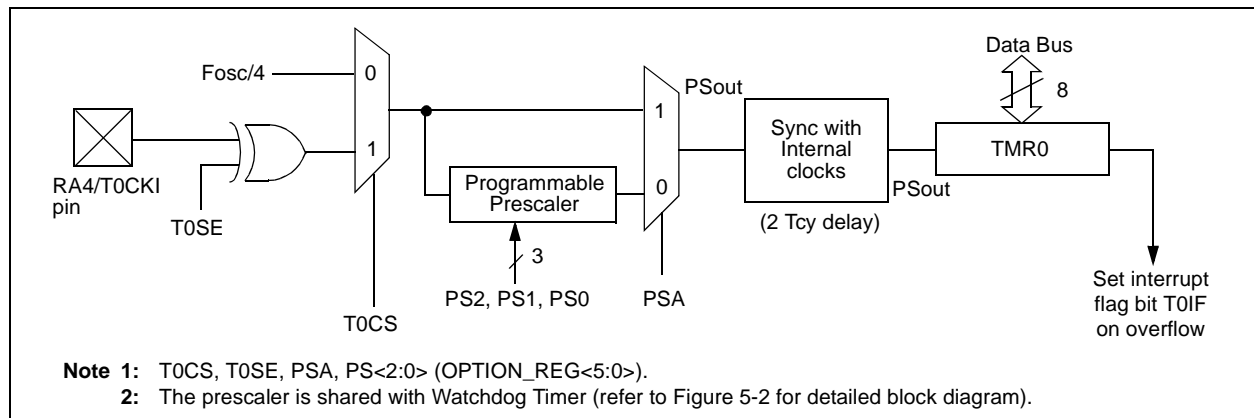 Data Bus
8
Fosc/4
0
1
RA4/T0CKI
pin
T0SE
T0CS
Programmable
Prescaler
3
PS2, PS1, PS0
1
0
PSA
PSout
Sync with
Internal
clocks
(2 Tcy delay)
PSout
TMR0
Set interrupt
flag bit T0IF
on overflow
Note 1: T0CS, T0SE, PSA, PS<2:0> (OPTION_REG<5:0>).
2: The prescaler is shared with Watchdog Timer (refer to Figure 5-2 for detailed block diagram).